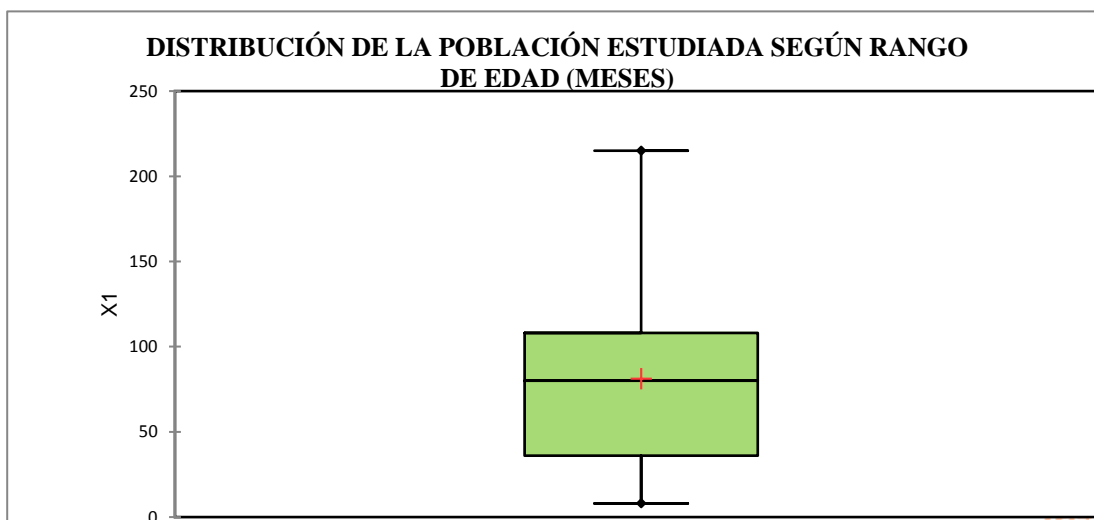 DISTRIBUCIÓN DE LA POBLACIÓN ESTUDIADA SEGÚN RANGO
DE EDAD (MESES)
250
200
150
X1
100
50
0